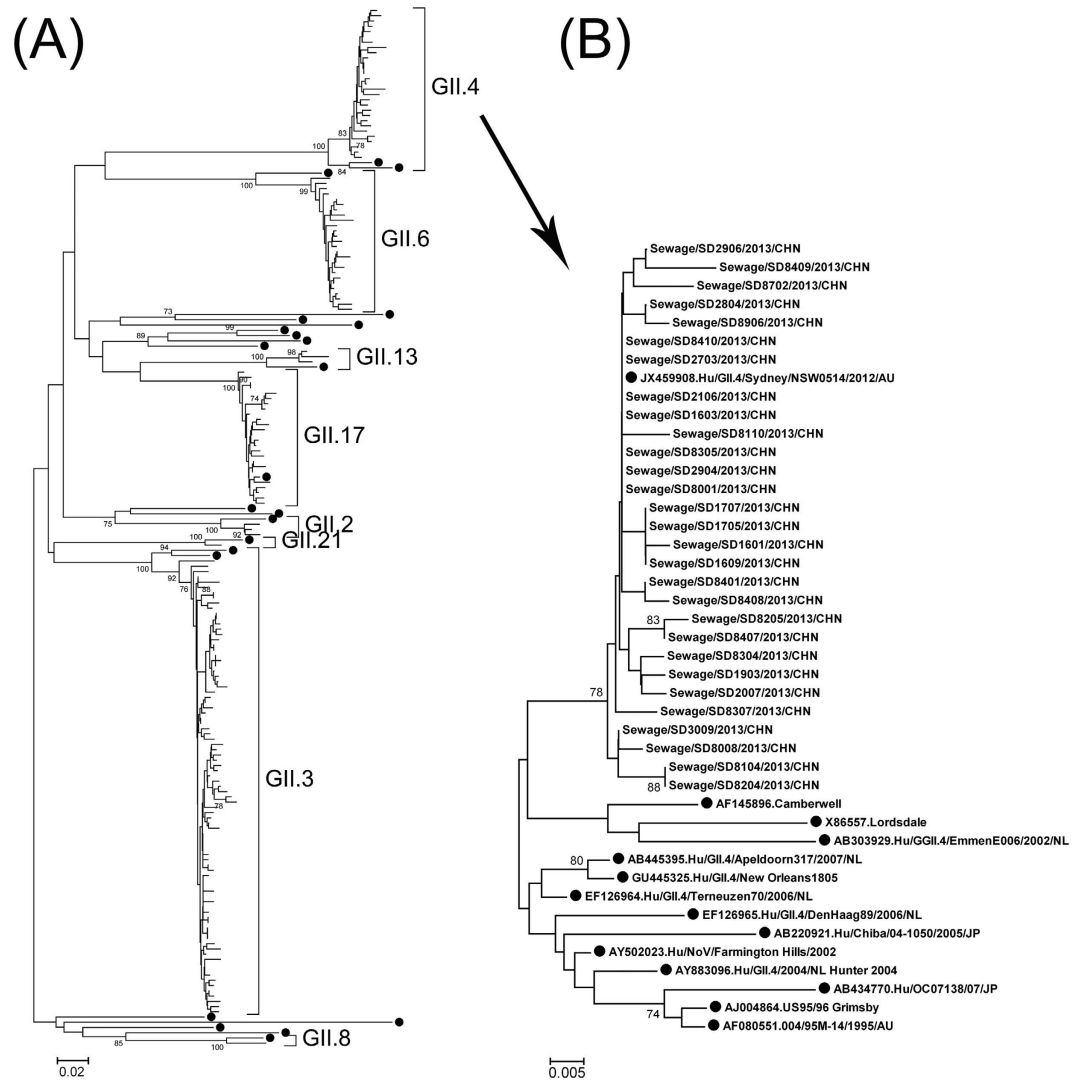 (A)
GII.4
83
78
100
84
100
99
GII.6
73
99
89
98
100
GII.13
90
100
74
GII.17
75
100
92
GII.2
100
GII.21
94
100
92
76
88
GII.3
78
85
100
GII.8
0.02
(B)
Sewage/SD2906/2013/CHN
Sewage/SD8409/2013/CHN
Sewage/SD8702/2013/CHN
Sewage/SD2804/2013/CHN
Sewage/SD8906/2013/CHN
Sewage/SD8410/2013/CHN
Sewage/SD2703/2013/CHN
JX459908.Hu/GII.4/Sydney/NSW0514/2012/AU
Sewage/SD2106/2013/CHN
Sewage/SD1603/2013/CHN
Sewage/SD8110/2013/CHN
Sewage/SD8305/2013/CHN
Sewage/SD2904/2013/CHN
Sewage/SD8001/2013/CHN
Sewage/SD1707/2013/CHN
Sewage/SD1705/2013/CHN
Sewage/SD1601/2013/CHN
Sewage/SD1609/2013/CHN
Sewage/SD8401/2013/CHN
Sewage/SD8408/2013/CHN
83
Sewage/SD8205/2013/CHN
Sewage/SD8407/2013/CHN
Sewage/SD8304/2013/CHN
Sewage/SD1903/2013/CHN
Sewage/SD2007/2013/CHN
78
Sewage/SD8307/2013/CHN
Sewage/SD3009/2013/CHN
Sewage/SD8008/2013/CHN
Sewage/SD8104/2013/CHN
88
Sewage/SD8204/2013/CHN
AF145896.Camberwell
X86557.Lordsdale
AB303929.Hu/GGII.4/EmmenE006/2002/NL
80
AB445395.Hu/GII.4/Apeldoorn317/2007/NL
GU445325.Hu/GII.4/New Orleans1805
EF126964.Hu/GII.4/Terneuzen70/2006/NL
EF126965.Hu/GII.4/DenHaag89/2006/NL
AB220921.Hu/Chiba/04-1050/2005/JP
AY502023.Hu/NoV/Farmington Hills/2002
AY883096.Hu/GII.4/2004/NL Hunter 2004
AB434770.Hu/OC07138/07/JP
AJ004864.US95/96 Grimsby
74
AF080551.004/95M-14/1995/AU
0.005